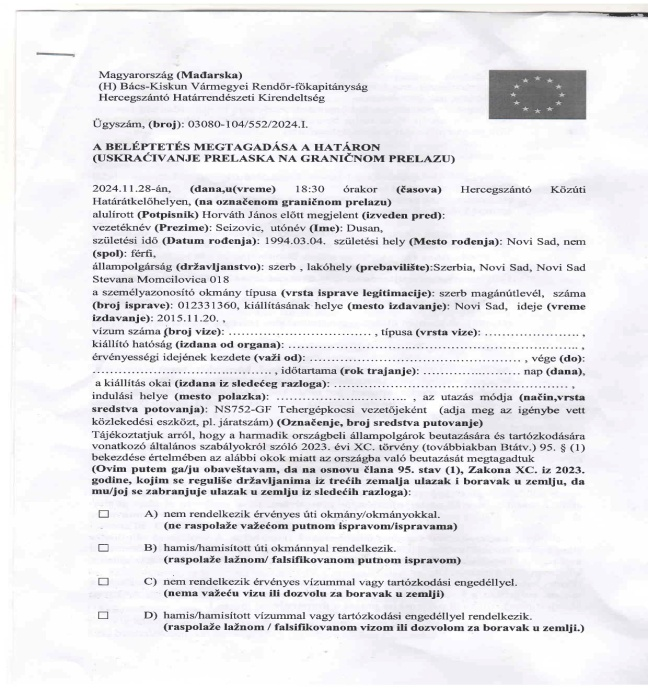 Magyarország (Mađarska)
(H) Bács-Kiskun Vármegyei Rendőr-főkapitányság
Hercegszántó Határrendészeti Kirendeltség
Ügyszám, (broj): 03080-104/552/2024.I.
A BELÉPTETÉS MEGTAGADÁSA A HATÁRON
(USKRAĆIVANJE PRELASKA NA GRANIČNOM PRELAZU)
2024.11.28-án, (dana,u(vreme) 18:30 órakor (časova) Hercegszántó Közúti
Határátkelőhelyen, (na označenom graničnom prelazu)
alulírott (Potpisnik) Horváth János előtt megjelent (izveden pred):
vezetéknév (Prezime): Seizovic, utónév (Ime): Dusan,
születési idő (Datum rođenja): 1994.03.04. születési hely (Mesto rođenja): Novi Sad, nem
(spol): férfi,
állampolgárság (državljanstvo): szerb , lakóhely (prebavilište):Szerbia, Novi Sad, Novi Sad
Stevana Momcilovica 018
a személyazonosító okmány típusa (vrsta isprave legitimacije): szerb magánútlevél, száma
(broj isprave): 012331360, kiállításának helye (mesto izdavanje): Novi Sad, ideje (vreme
izdavanje): 2015.11.20. ,
vízum száma (broj vize): ................................ , típusa (vrsta vize): ..................... ,
kiállító hatóság (izdana od organa): ...................................................... ,
érvényességi idejének kezdete (važi od): ................................................ , vége (do):
......................................... , időtartama (rok trajanje): .................... nap (dana),
a kiállítás okai (izdana iz sledećeg razloga): ................................................ ,
indulási helye (mesto polazka): ............................... , az utazás módja (način,vrsta
sredstva potovanja): NS752-GF Tehergépkocsi vezetőjeként (adja meg az igénybe vett
közlekedési eszközt, pl. járatszám) (Označenje, broj sredstva putovanje)
Tájékoztatjuk arról, hogy a harmadik országbeli állampolgárok beutazására és tartózkodására
vonatkozó általános szabályokról szóló 2023. évi XC. törvény (továbbiakban Btátv.) 95. § (1)
bekezdése értelmében az alábbi okok miatt az országba való beutazását megtagadtuk
(Ovim putem ga/ju obaveštavam, da na osnovu člana 95. stav (1), Zakona XC. iz 2023.
godine, kojim se reguliše državljanima iz trećih zemalja ulazak i boravak u zemlju, da
mu/joj se zabranjuje ulazak u zemlju iz sledećih razloga):
A) nem rendelkezik érvényes úti okmány/okmányokkal.
(ne raspolaže važećom putnom ispravom/ispravama)
B) hamis/hamisított úti okmánnyal rendelkezik.
(raspolaže lažnom/ falsifikovanom putnom ispravom)
C) nem rendelkezik érvényes vízummal vagy tartózkodási engedéllyel.
(nema važeću vizu ili dozvolu za boravak u zemlji)
D) hamis/hamisított vízummal vagy tartózkodási engedéllyel rendelkezik.
(raspolaže lažnom / falsifikovanom vizom ili dozvolom za boravak u zemlji.)